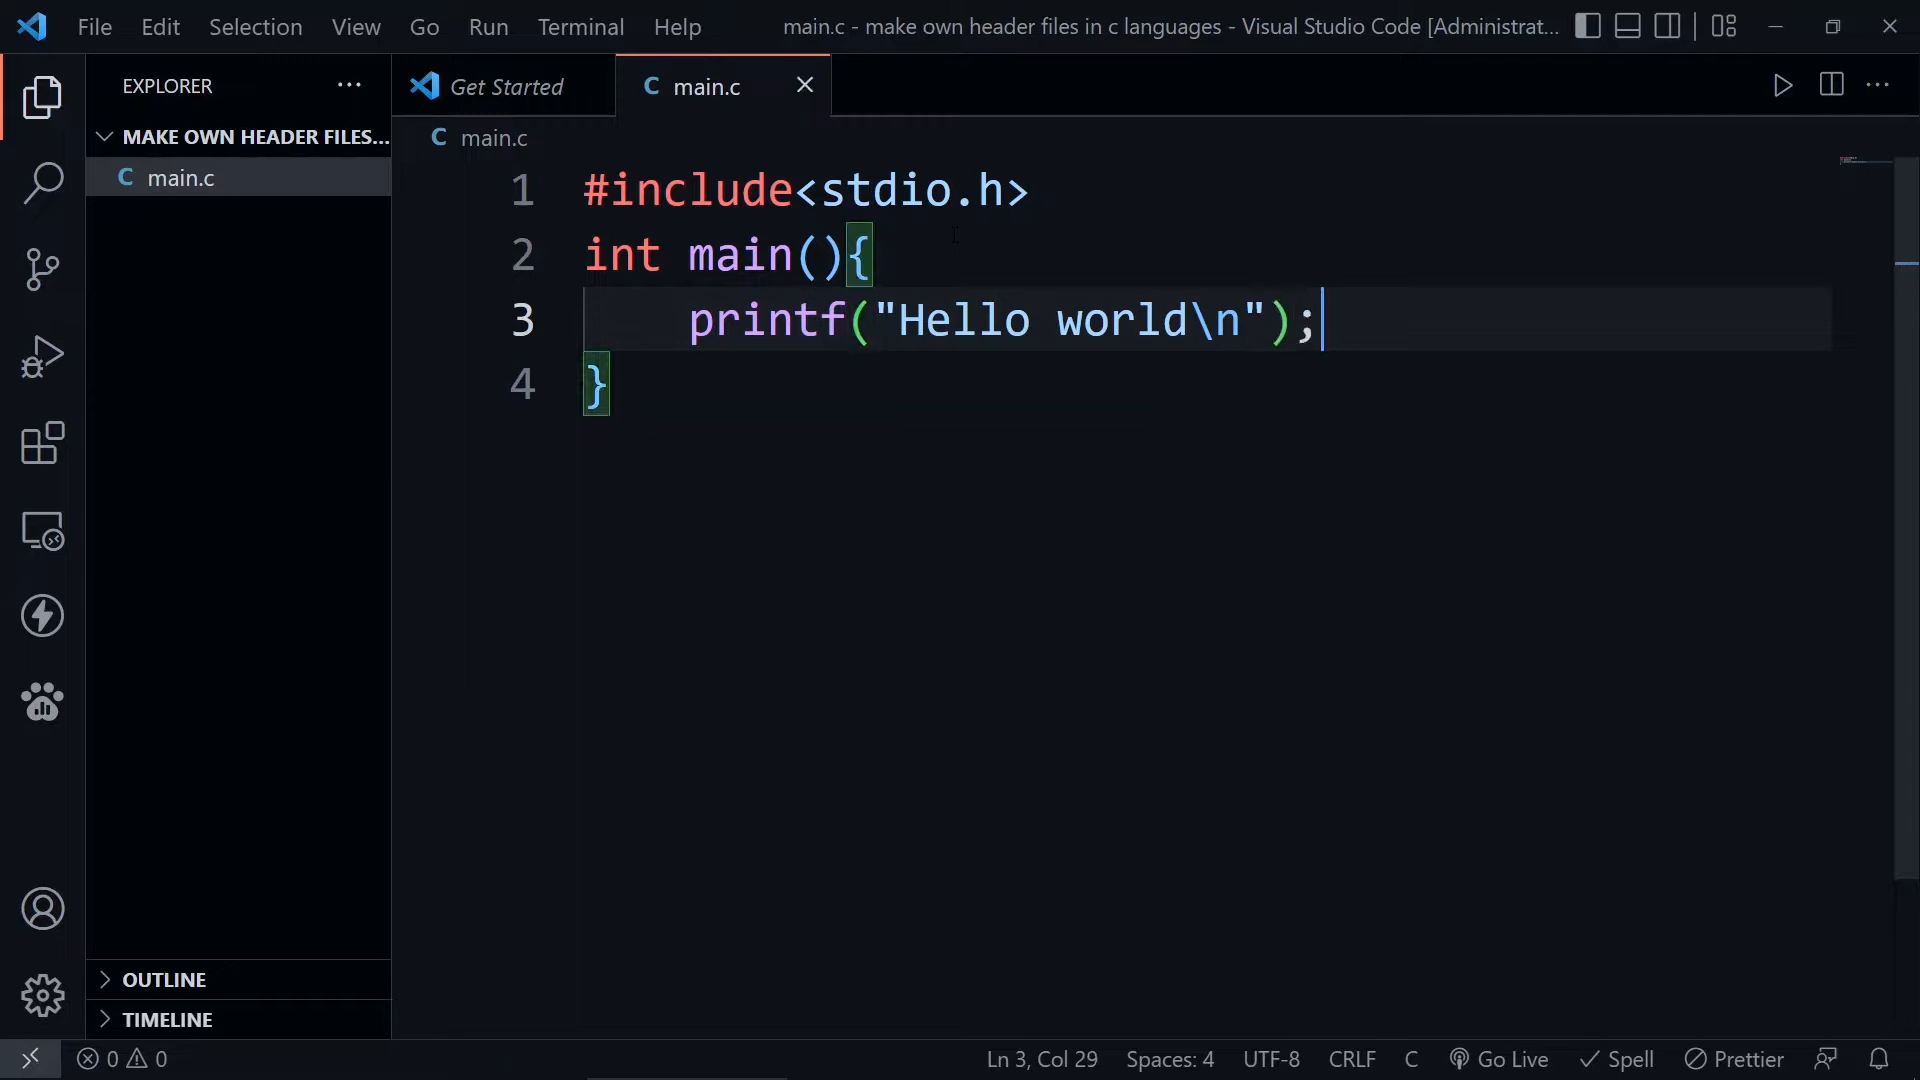 File Edit Selection View Go Run Terminal Help main.c - make own header files in c languages - Visual Studio Code [Administrat...
EXPLORER ...
Get Started
C main.c
MAKE OWN HEADER FILES...
C main.c
C main.c
1 #include<stdio.h>
2 int main(){
3 printf("Hello world\n");
4 }
OUTLINE
TIMELINE
0 0 Ln 3, Col 29 Spaces: 4 UTF-8 CRLF C Go Live Spell Prettier